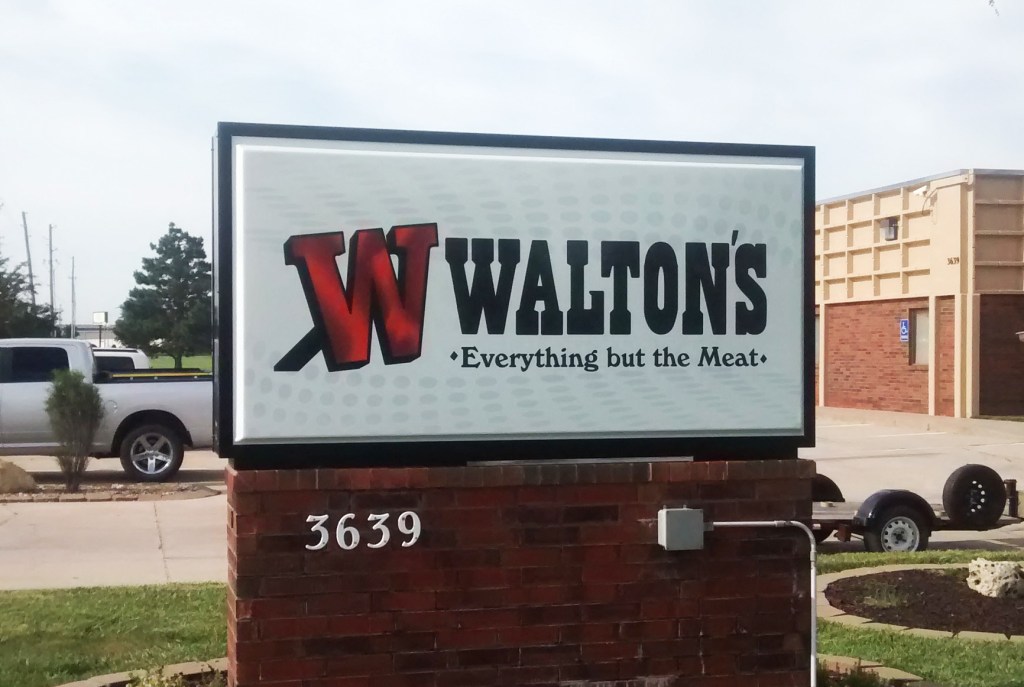 W WALTON'S
•Everything but the Meat•
3639
3639